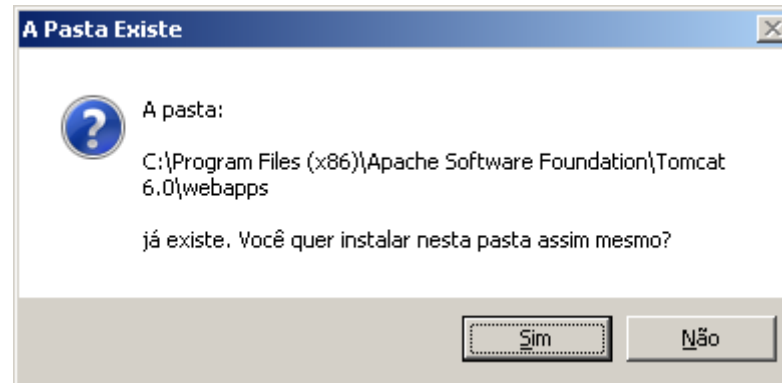 A Pasta Existe
A pasta:
C:\Program Files (x86)\Apache Software Foundation\Tomcat
6.0\webapps
já existe. Você quer instalar nesta pasta assim mesmo?
Sim
Não